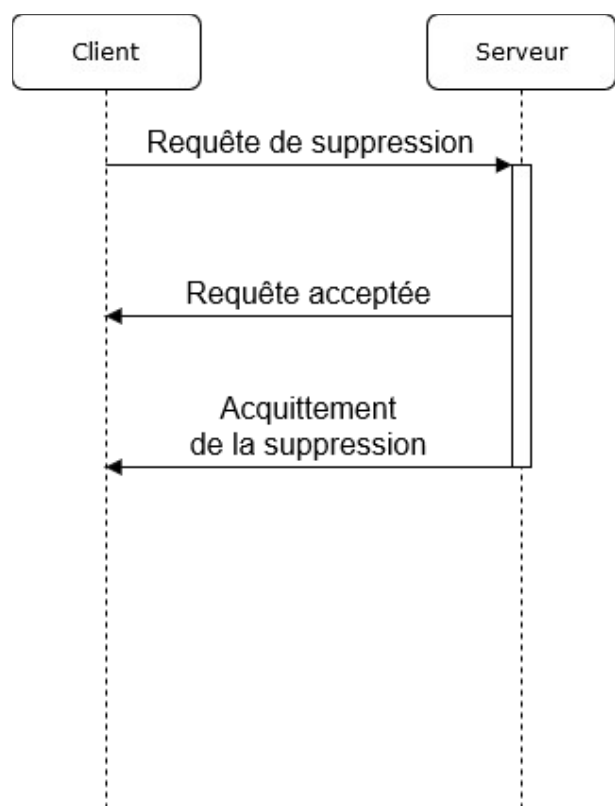 Client
Serveur
Requête de suppression
Requête acceptée
Acquittement
de la suppression